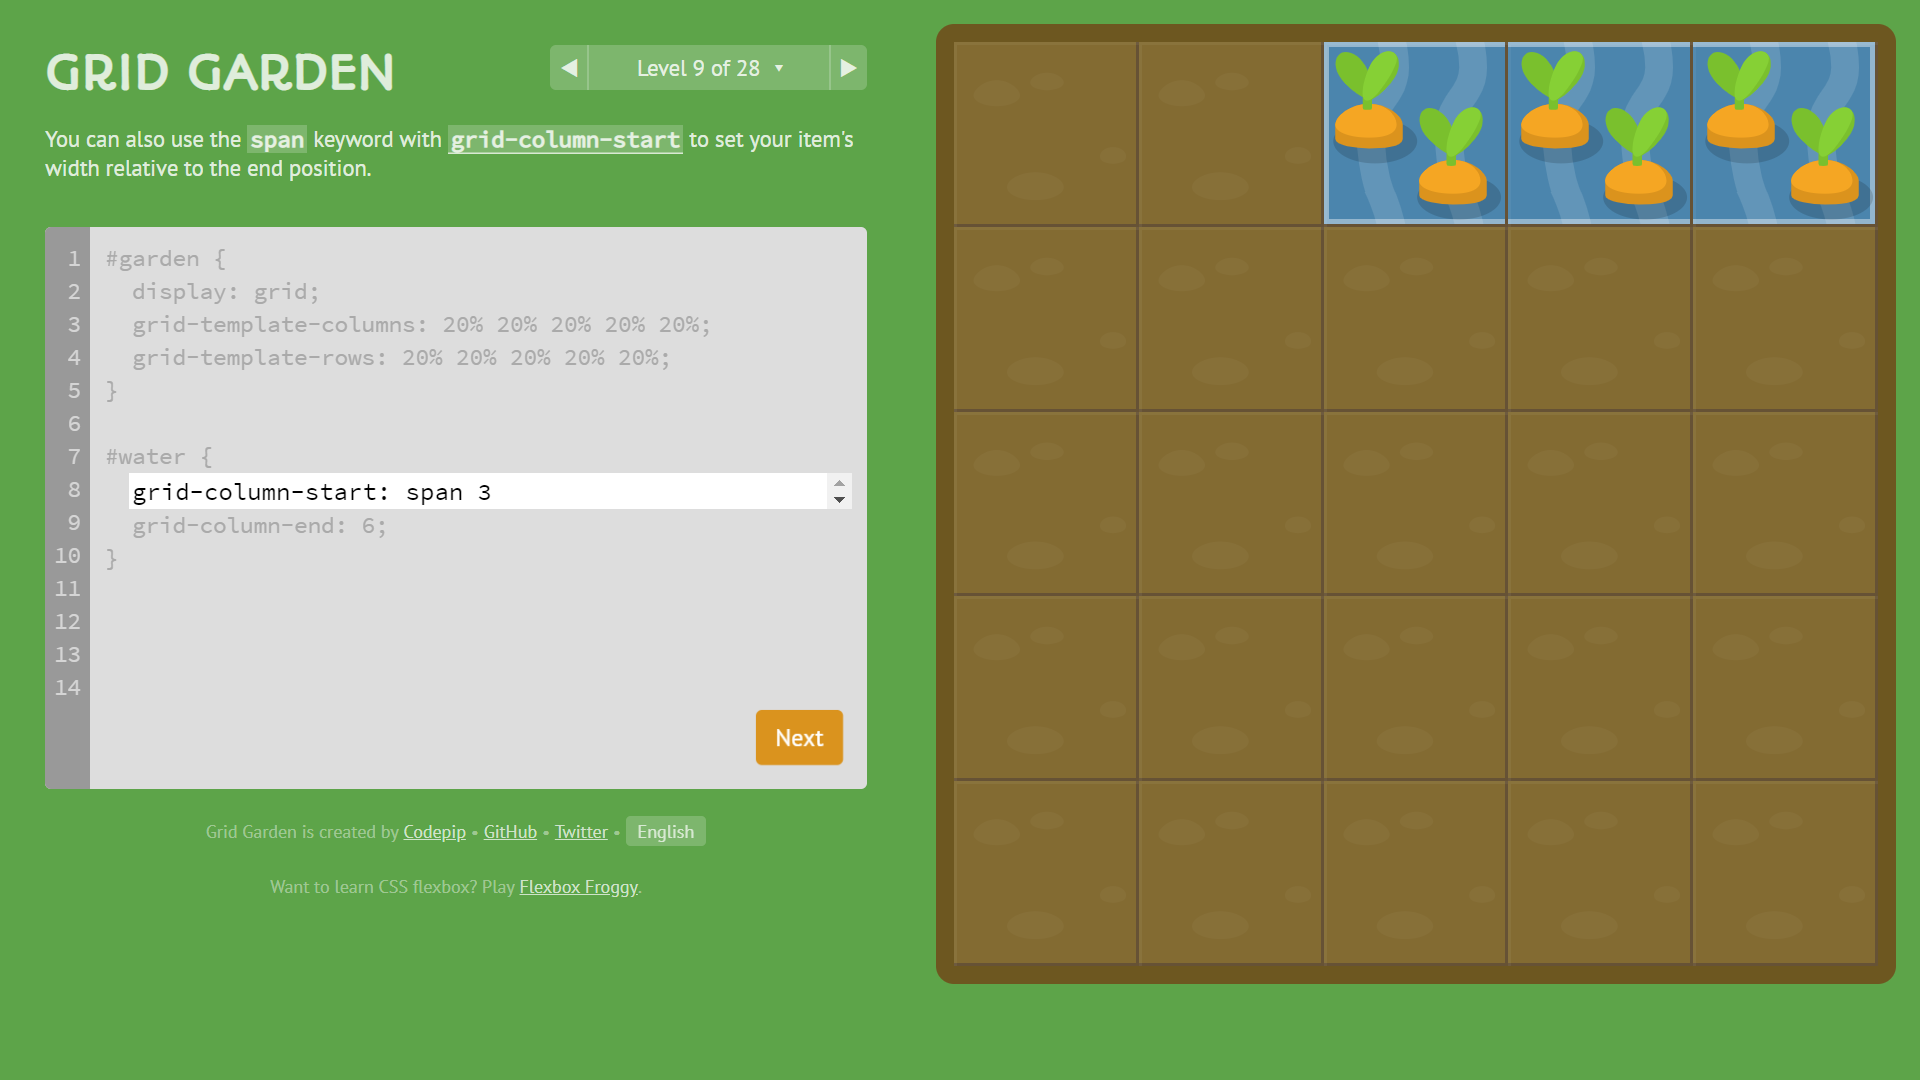 GRID GARDEN
◀ Level 9 of 28 ▾ ▶
You can also use the span keyword with grid-column-start to set your item's
width relative to the end position.
1 #garden {
2 display: grid;
3 grid-template-columns: 20% 20% 20% 20% 20%;
4 grid-template-rows: 20% 20% 20% 20% 20%;
5 }
6
7 #water {
8 grid-column-start: span 3
9 grid-column-end: 6;
10 }
11
12
13
14
Next
Grid Garden is created by Codepip • GitHub • Twitter • English
Want to learn CSS flexbox? Play Flexbox Froggy.